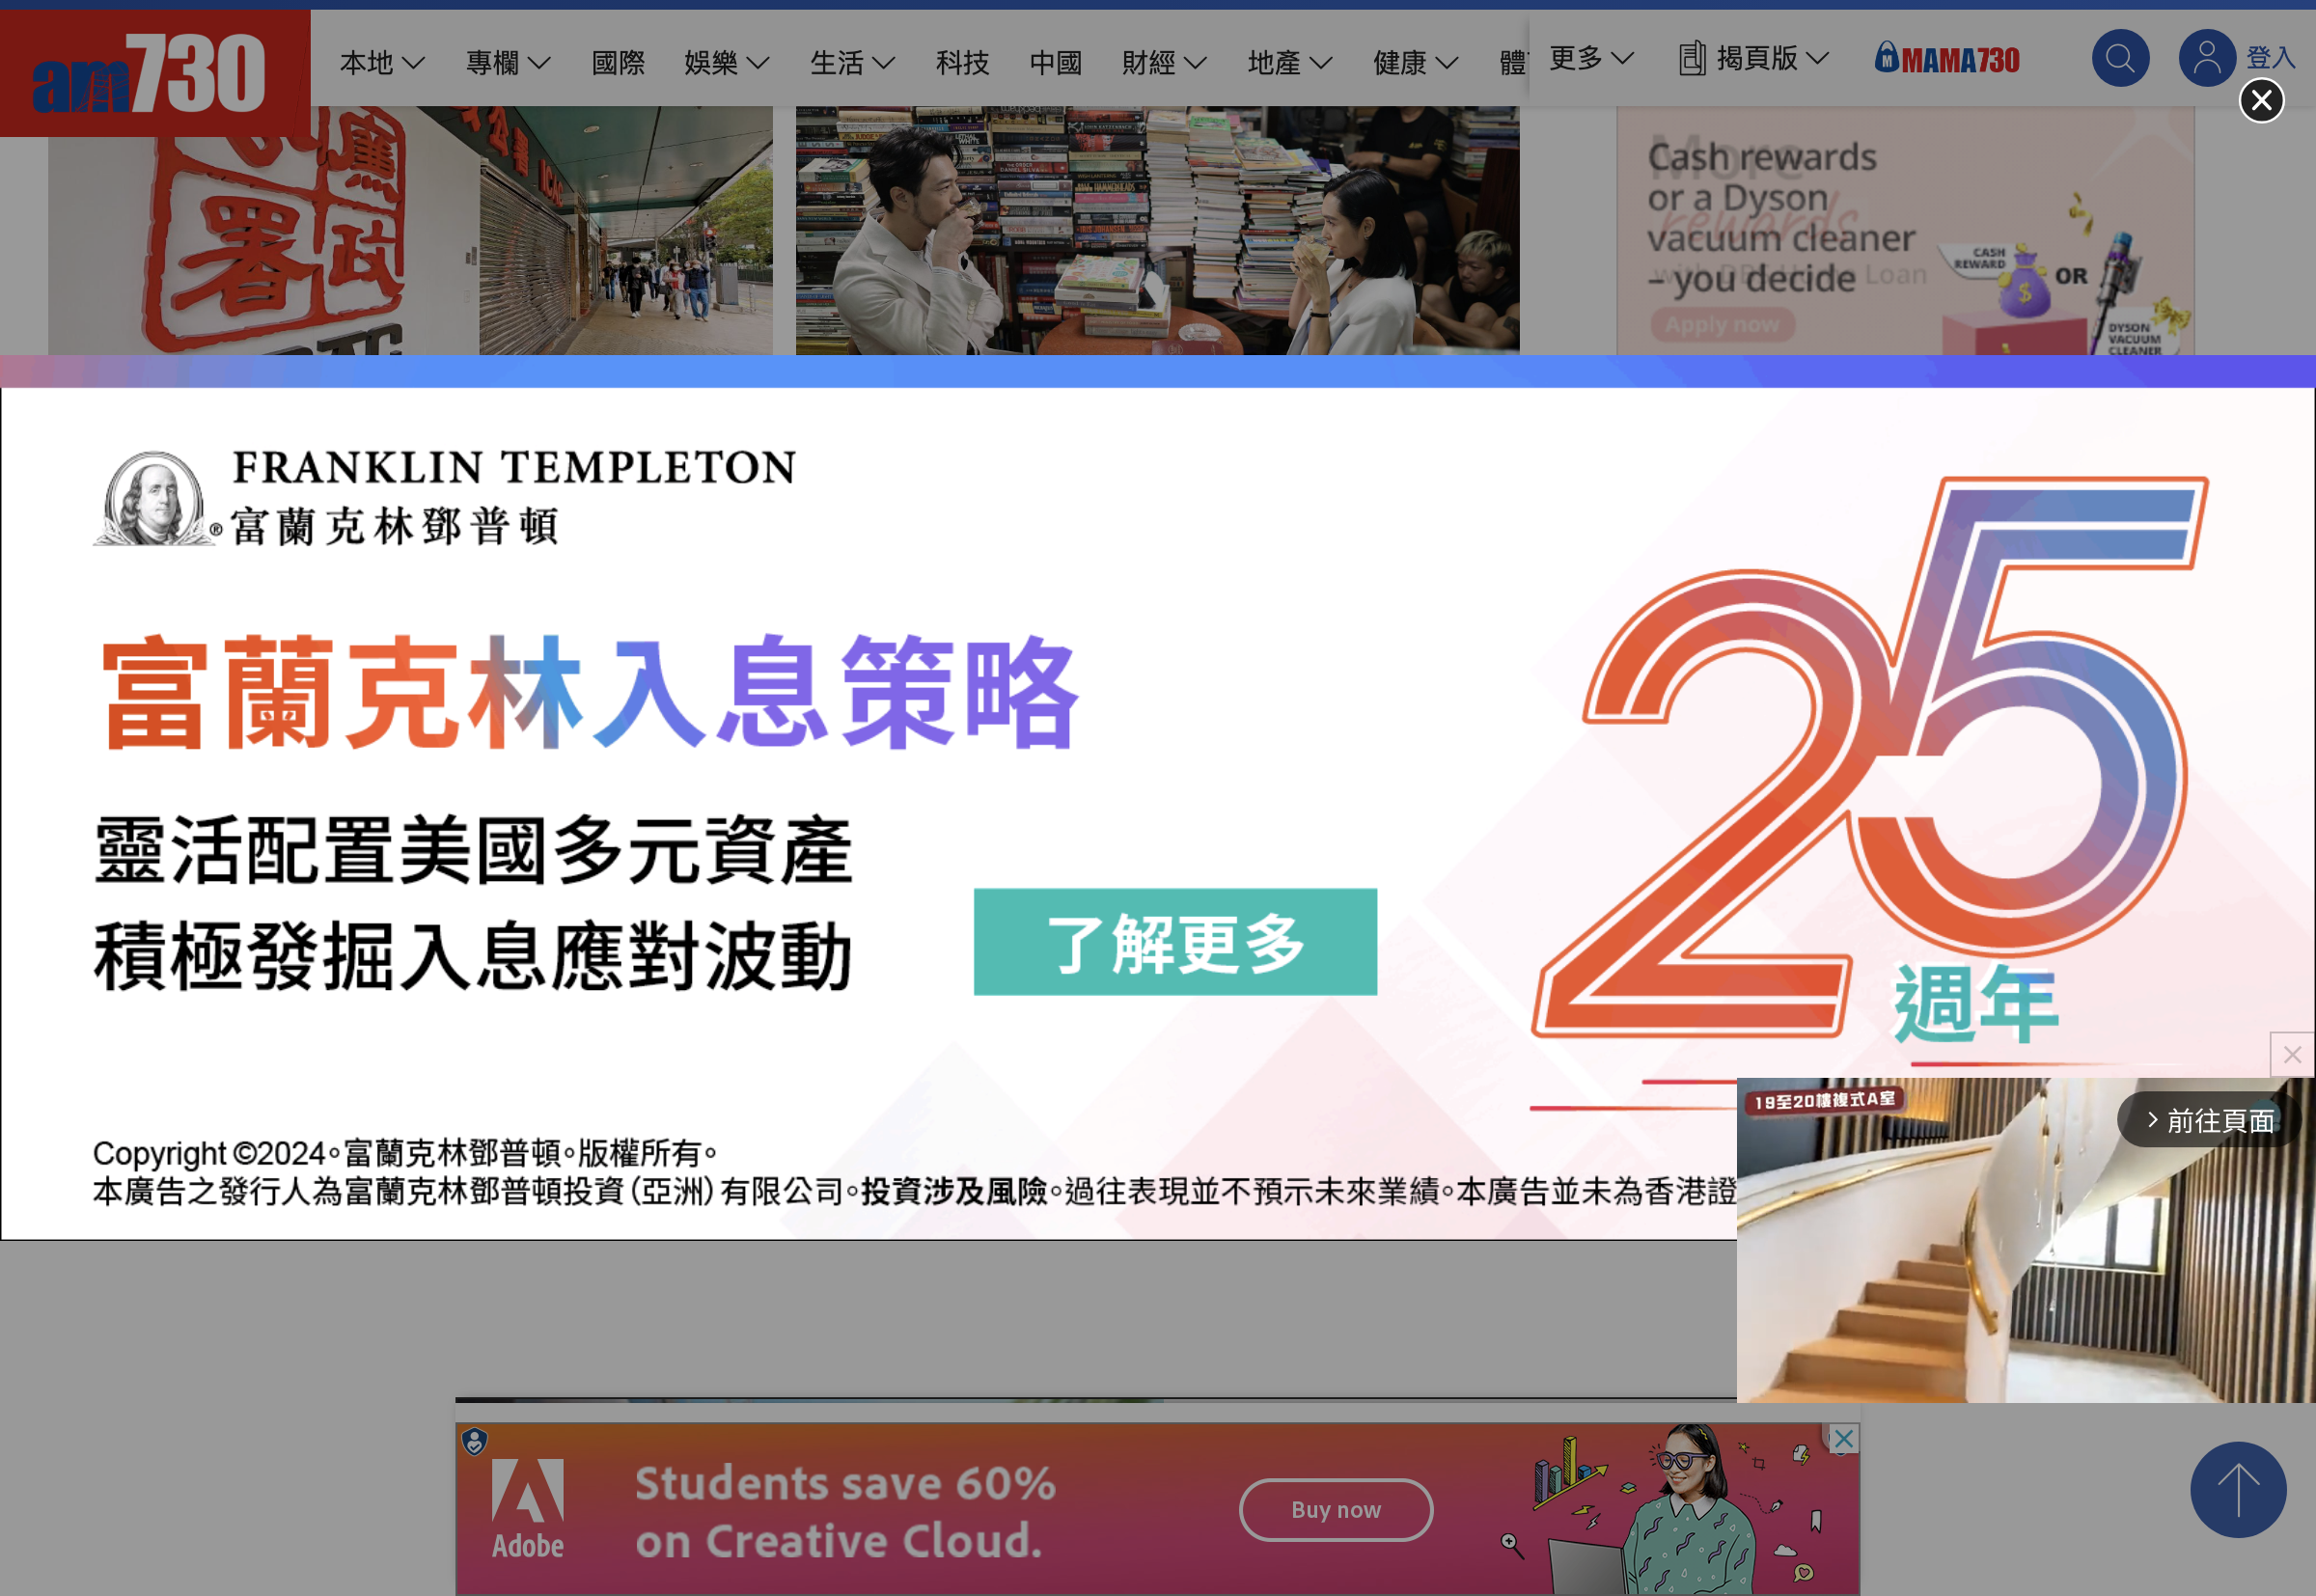 am730
本地 專欄 國際 娛樂 生活 科技 中國 財經 地產 健康 體
更多 揭頁版 MAMA730 登入
廉政
署
公署 ICAC
More
Cash rewards
or a Dyson
vacuum cleaner
– you decide
rewards
Apply now
CASH
REWARD
OR
DYSON
VACUUM
CLEANER
FRANKLIN TEMPLETON
®富蘭克林鄧普頓
富蘭克林入息策略
靈活配置美國多元資產
積極發掘入息應對波動
了解更多
25
週年
19至20樓複式A室
前往頁面
Copyright ©2024。富蘭克林鄧普頓。版權所有。
本廣告之發行人為富蘭克林鄧普頓投資（亞洲）有限公司。投資涉及風險。過往表現並不預示未來業績。本廣告並未為香港證
Adobe
Students save 60%
on Creative Cloud.
Buy now